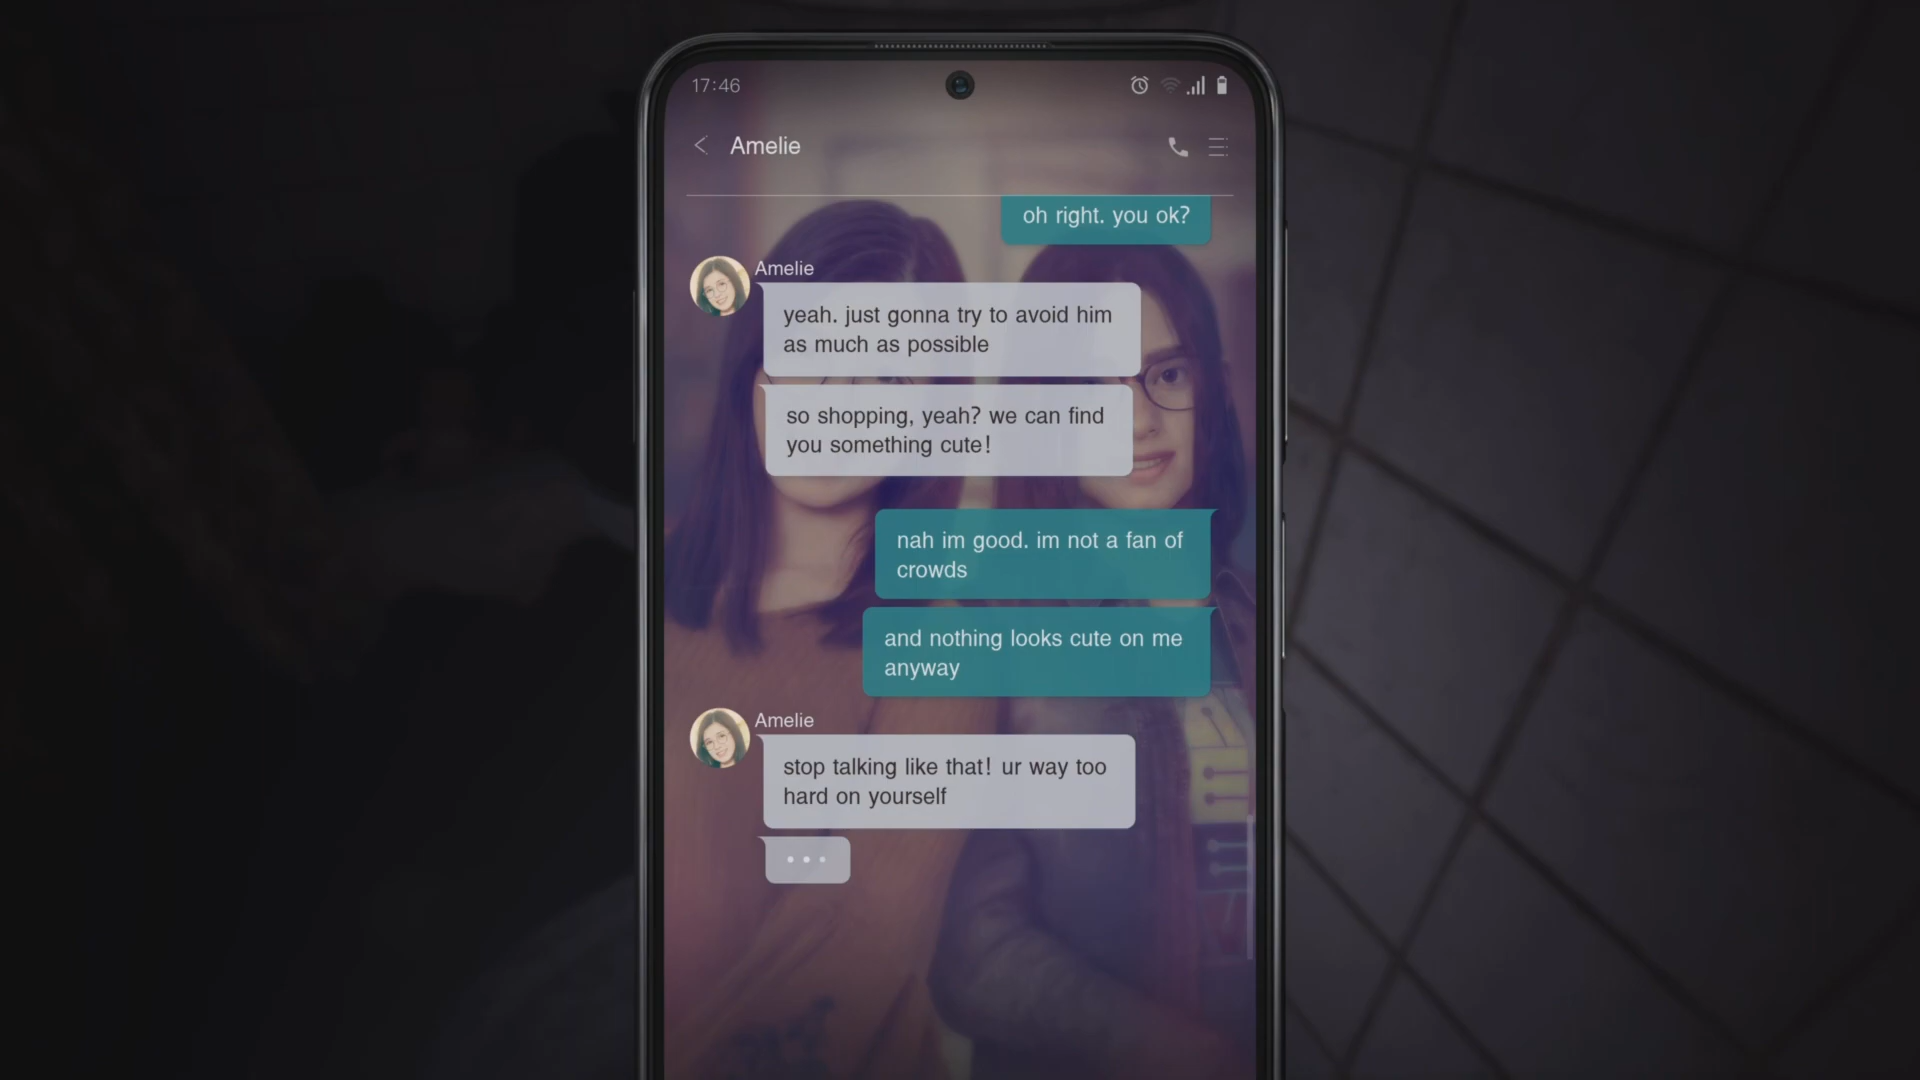 17:46
Amelie
oh right. you ok?
Amelie
yeah. just gonna try to avoid him
as much as possible
so shopping, yeah? we can find
you something cute!
nah im good. im not a fan of
crowds
and nothing looks cute on me
anyway
Amelie
stop talking like that! ur way too
hard on yourself